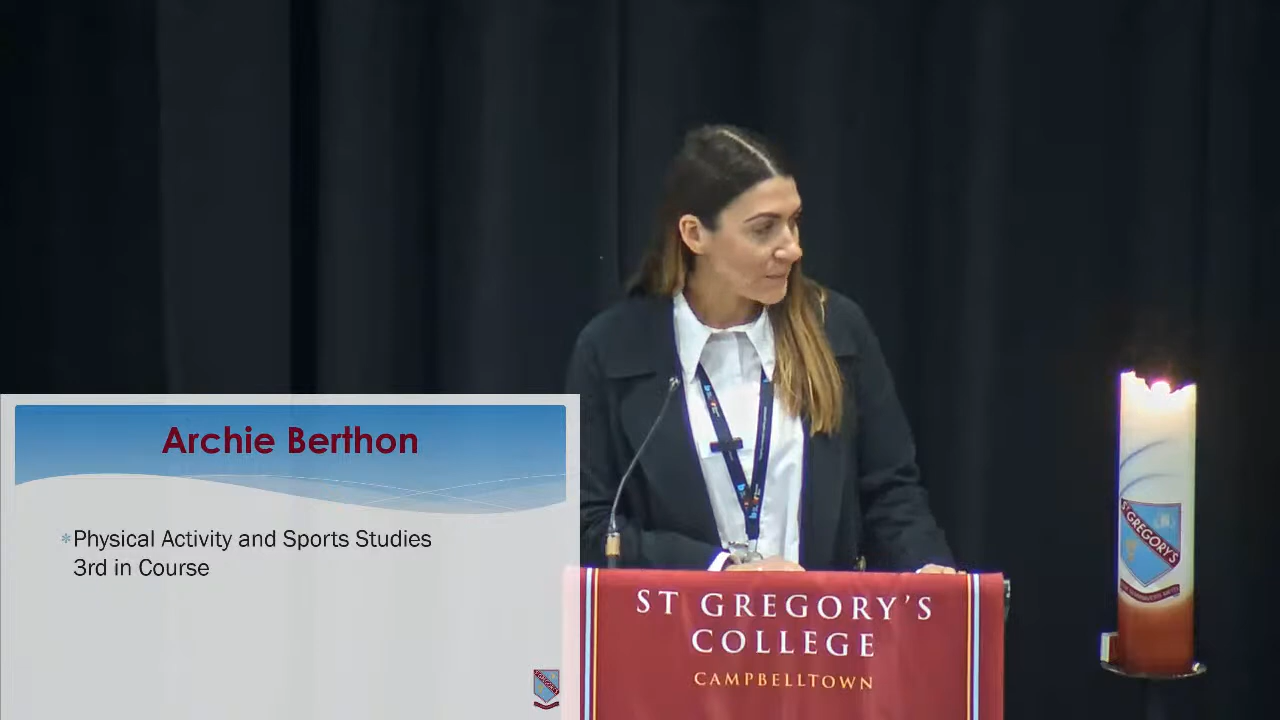 Archie Berthon
*Physical Activity and Sports Studies
3rd in Course
ST GREGORY'S
COLLEGE
CAMPBELLTOWN
ST GREGORY'S